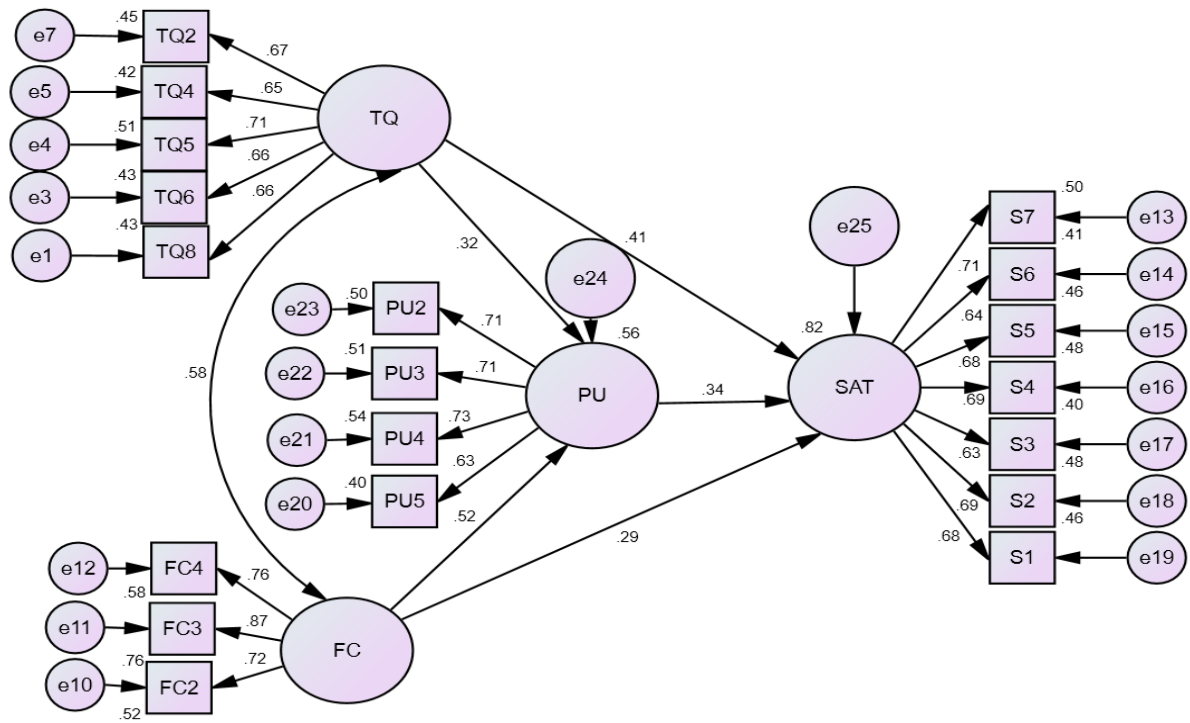 .45
e7
TQ2
.67
.42
e5
TQ4
.65
.51
e4
TQ5
.71
.43
e3
TQ6
.66
.43
e1
TQ8
.66
TQ
.58
.32
.41
e24
.56
e23
.50
PU2
.71
e22
.51
PU3
.71
e21
.54
PU4
.73
e20
.40
PU5
.63
PU
.34
.52
.29
e12
.58
FC4
.76
e11
.76
FC3
.87
e10
.52
FC2
.72
FC
e25
.82
SAT
.50
S7
e13
.71
.41
S6
e14
.64
.46
S5
e15
.68
.48
S4
e16
.69
.40
S3
e17
.63
.48
S2
e18
.69
.46
S1
e19
.68